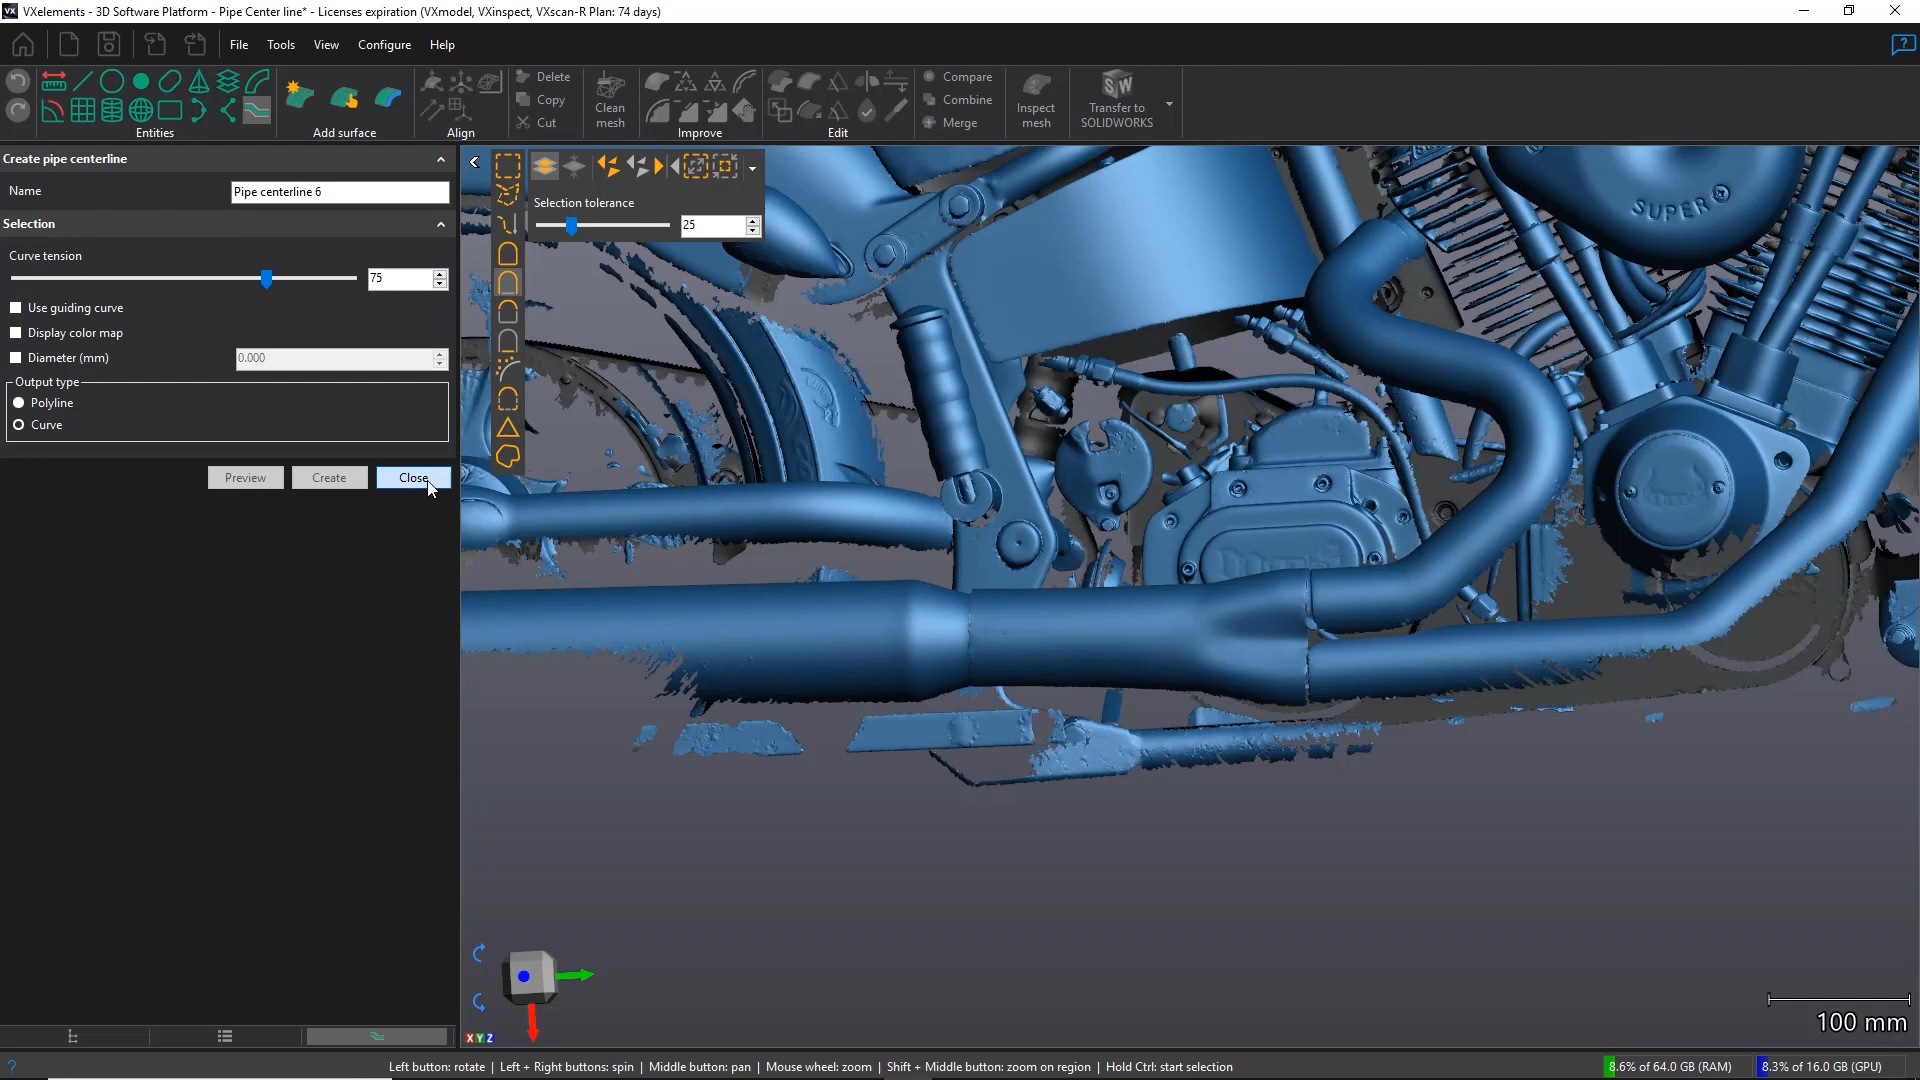 VXelements - 3D Software Platform - Pipe Center line* - Licenses expiration (VXmodel, VXinspect, VXscan-R Plan: 74 days)
File Tools View Configure Help
Entities
Add surface
Align
Delete
Copy
Cut
Clean mesh
Improve
Edit
Compare
Combine
Merge
Inspect mesh
Transfer to SOLIDWORKS
Create pipe centerline
Name Pipe centerline 6
Selection
Curve tension
75
Use guiding curve
Display color map
Diameter (mm) 0.000
Output type
Polyline
Curve
Preview Create Close
Selection tolerance
25
SUPER
X Y Z
100 mm
Left button: rotate | Left + Right buttons: spin | Middle button: pan | Mouse wheel: zoom | Shift + Middle button: zoom on region | Hold Ctrl: start selection
8.6% of 64.0 GB (RAM) 8.3% of 16.0 GB (GPU)